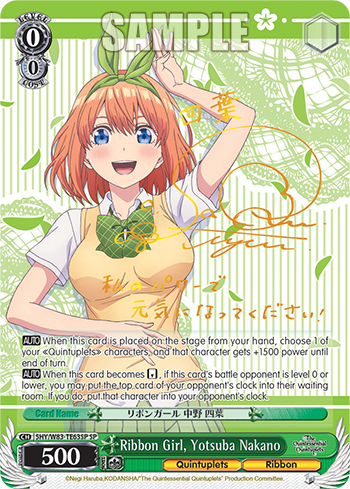 LEVEL
0
0
COST
SAMPLE
四葉
私のパワーで
元気になってください!
AUTO When this card is placed on the stage from your hand, choose 1 of
your <Quintuplets> characters, and that character gets +1500 power until
end of turn.
AUTO When this card becomes, if this card's battle opponent is level 0 or
lower, you may put the top card of your opponent's clock into their waiting
room. If you do, put that character into your opponent's clock.
Card Name
リボンガール 中野 四葉
CH
5HY/W83-TE63SP SP
Ribbon Girl, Yotsuba Nakano
The
Quintessential
Quintuplets
POWER
500
Quintuplets
Ribbon
©Negi Haruba,KODANSHA/"The Quintessential Quintuplets" Production Committee.